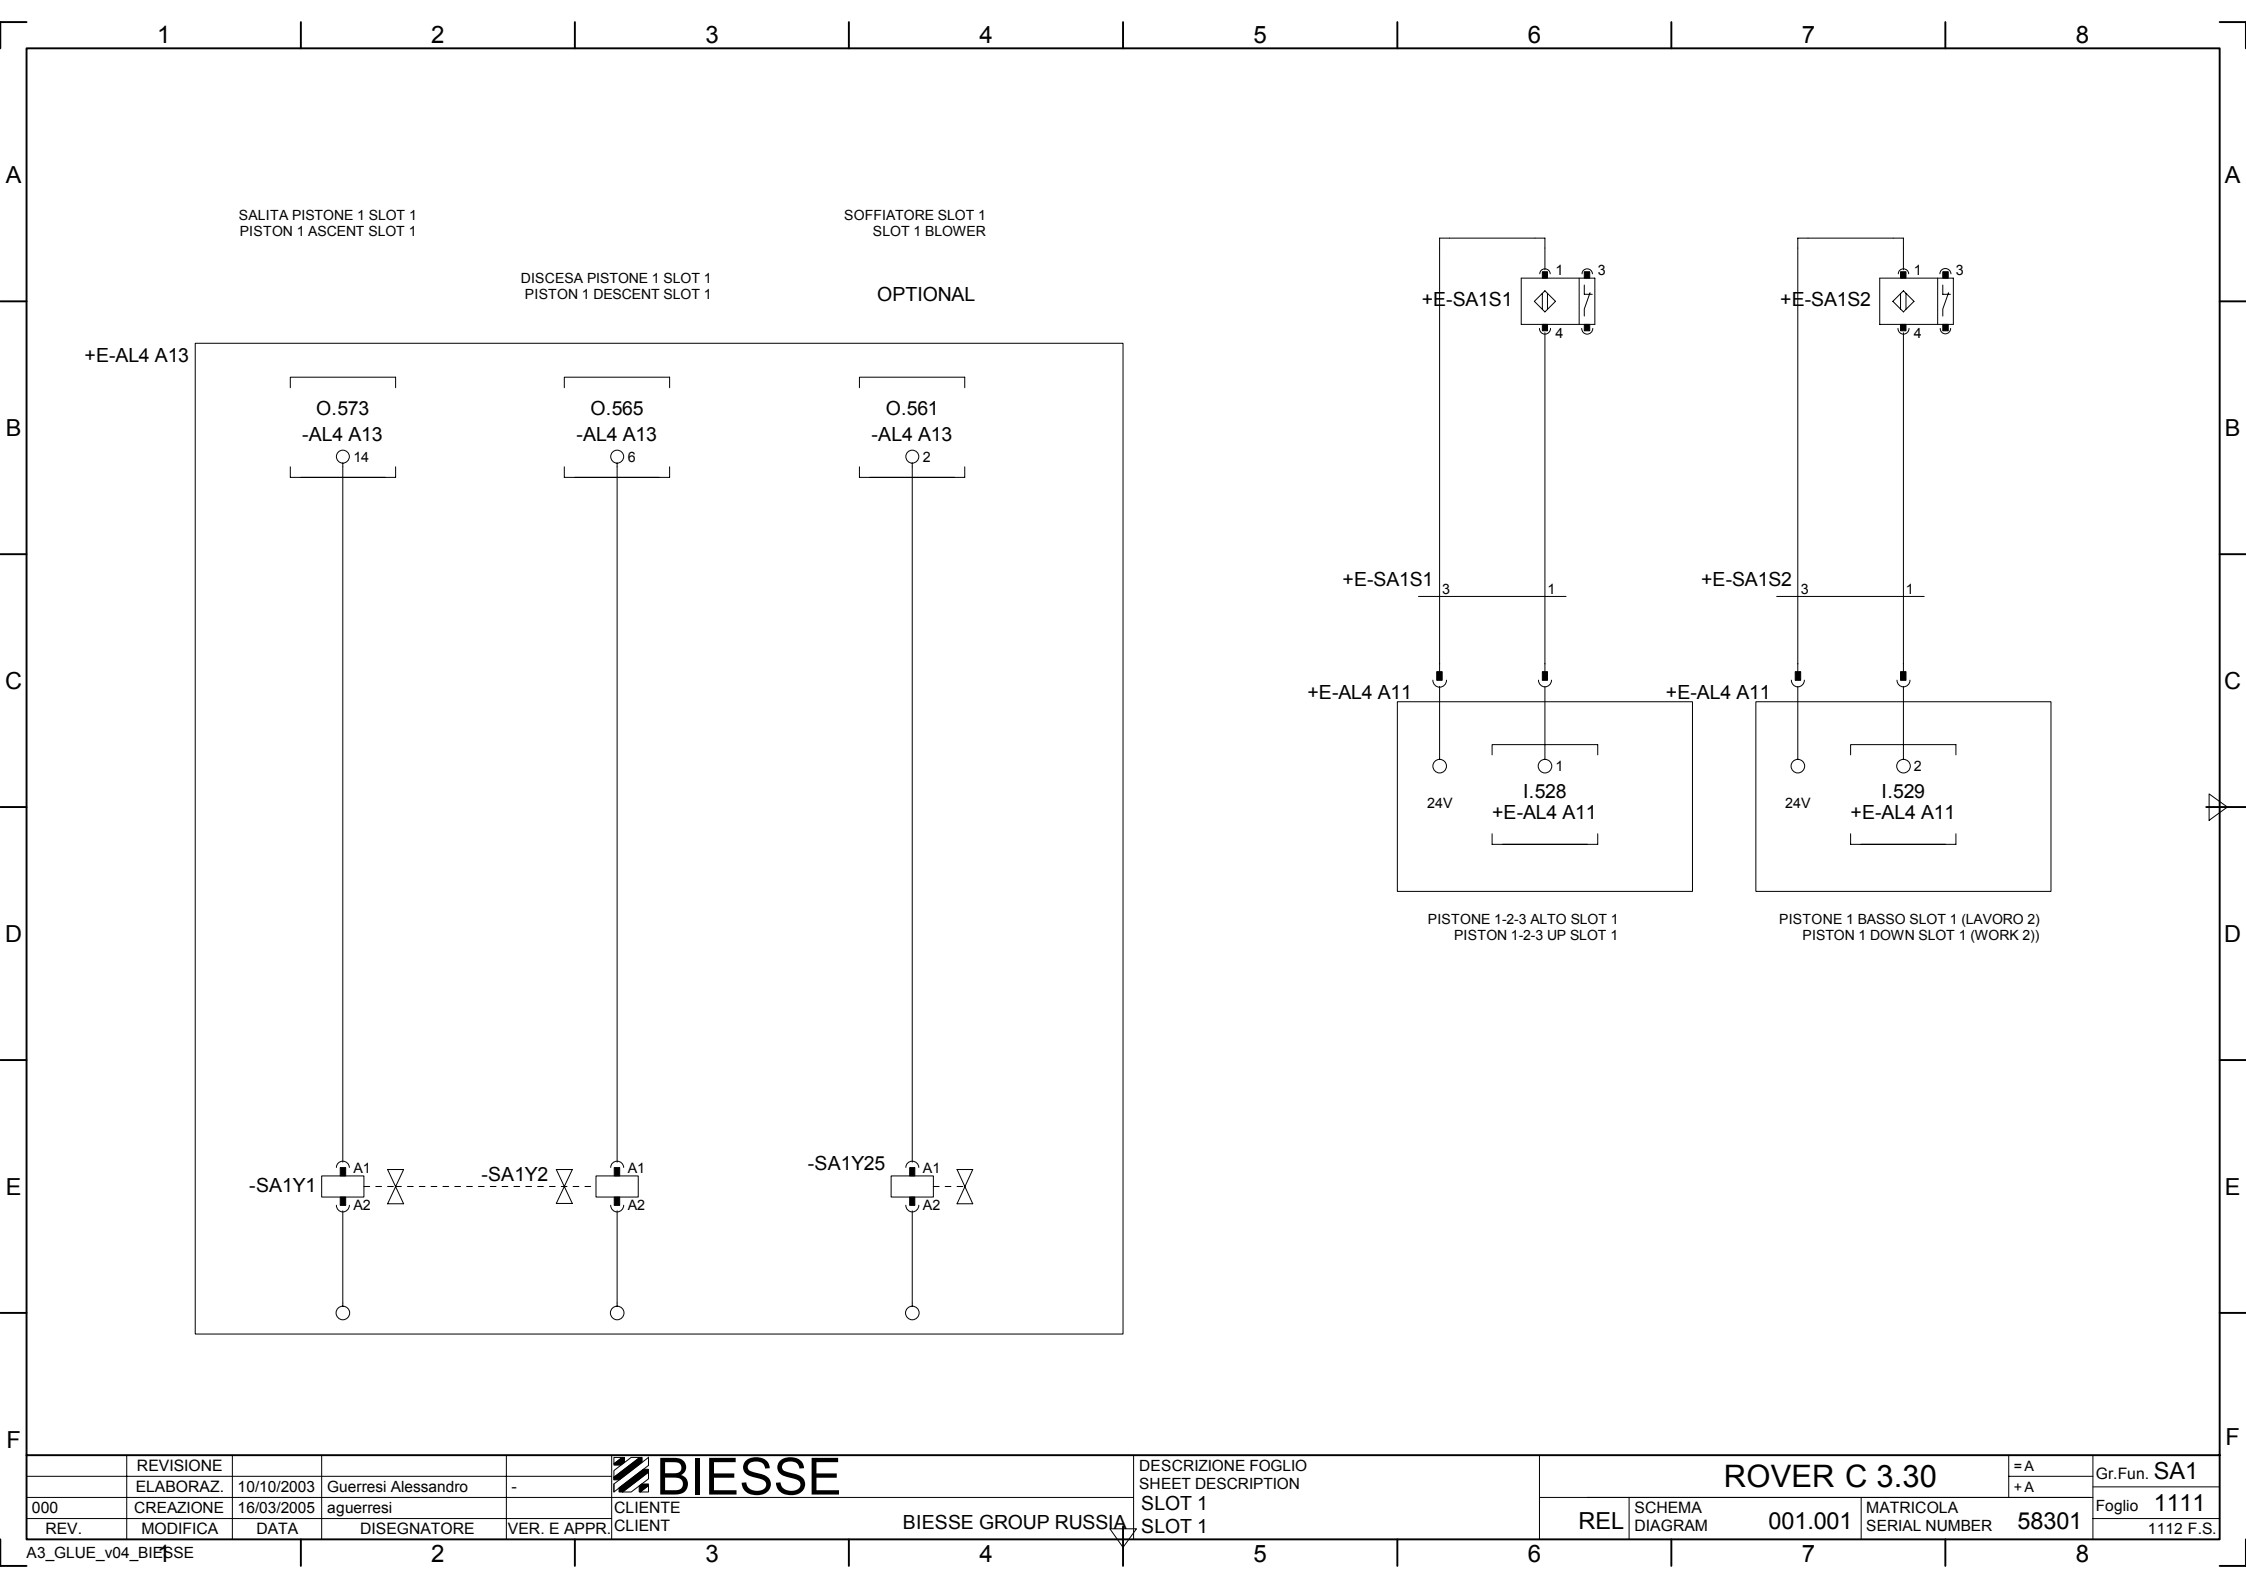 1 2 3 4 5 6 7 8
A A
SALITA PISTONE 1 SLOT 1
PISTON 1 ASCENT SLOT 1
DISCESA PISTONE 1 SLOT 1
PISTON 1 DESCENT SLOT 1
SOFFIATORE SLOT 1
SLOT 1 BLOWER
OPTIONAL
+E-SA1S1
1 3
4
+E-SA1S2
1 3
4
+E-AL4 A13
B B
O.573
-AL4 A13
14
O.565
-AL4 A13
6
O.561
-AL4 A13
2
+E-SA1S1
3 1
+E-SA1S2
3 1
C C
+E-AL4 A11
24V
1
I.528
+E-AL4 A11
+E-AL4 A11
24V
2
I.529
+E-AL4 A11
PISTONE 1-2-3 ALTO SLOT 1
PISTON 1-2-3 UP SLOT 1
PISTONE 1 BASSO SLOT 1 (LAVORO 2)
PISTON 1 DOWN SLOT 1 (WORK 2))
D D
E E
-SA1Y1
A1
A2
-SA1Y2
A1
A2
-SA1Y25
A1
A2
F F
REVISIONE
ELABORAZ. 10/10/2003 Guerresi Alessandro -
000 CREAZIONE 16/03/2005 aguerresi
REV. MODIFICA DATA DISEGNATORE VER. E APPR.
BIESSE
CLIENTE
CLIENT
BIESSE GROUP RUSSIA
DESCRIZIONE FOGLIO
SHEET DESCRIPTION
SLOT 1
SLOT 1
ROVER C 3.30
= A
+ A
Gr.Fun. SA1
REL
SCHEMA
DIAGRAM
001.001
MATRICOLA
SERIAL NUMBER
58301
Foglio 1111
1112 F.S.
A3_GLUE_v04_BIESSE
1 2 3 4 5 6 7 8